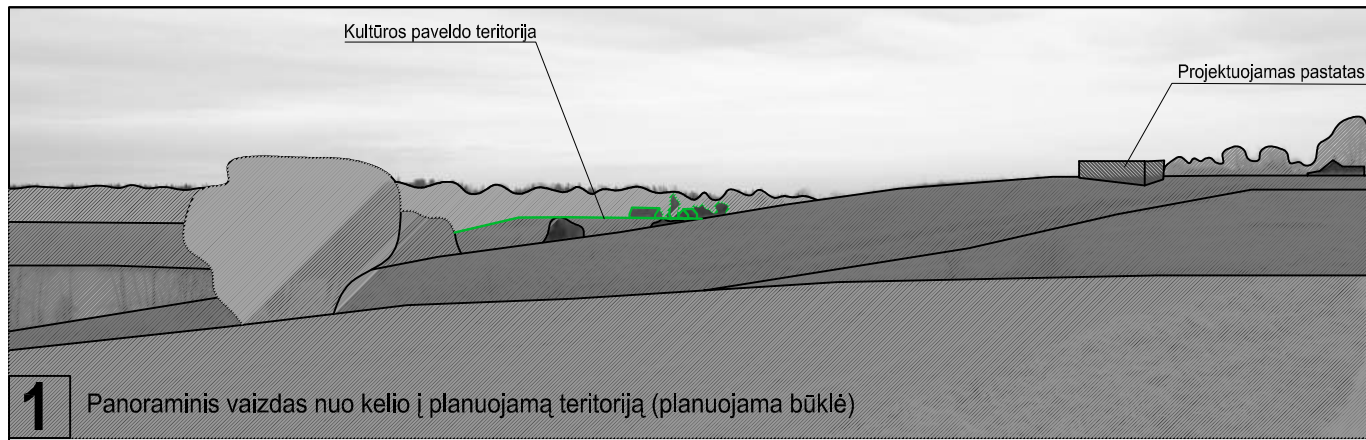 Kultūros paveldo teritorija
Projektuojamas pastatas
1 Panoraminis vaizdas nuo kelio į planuojamą teritoriją (planuojama būklė)